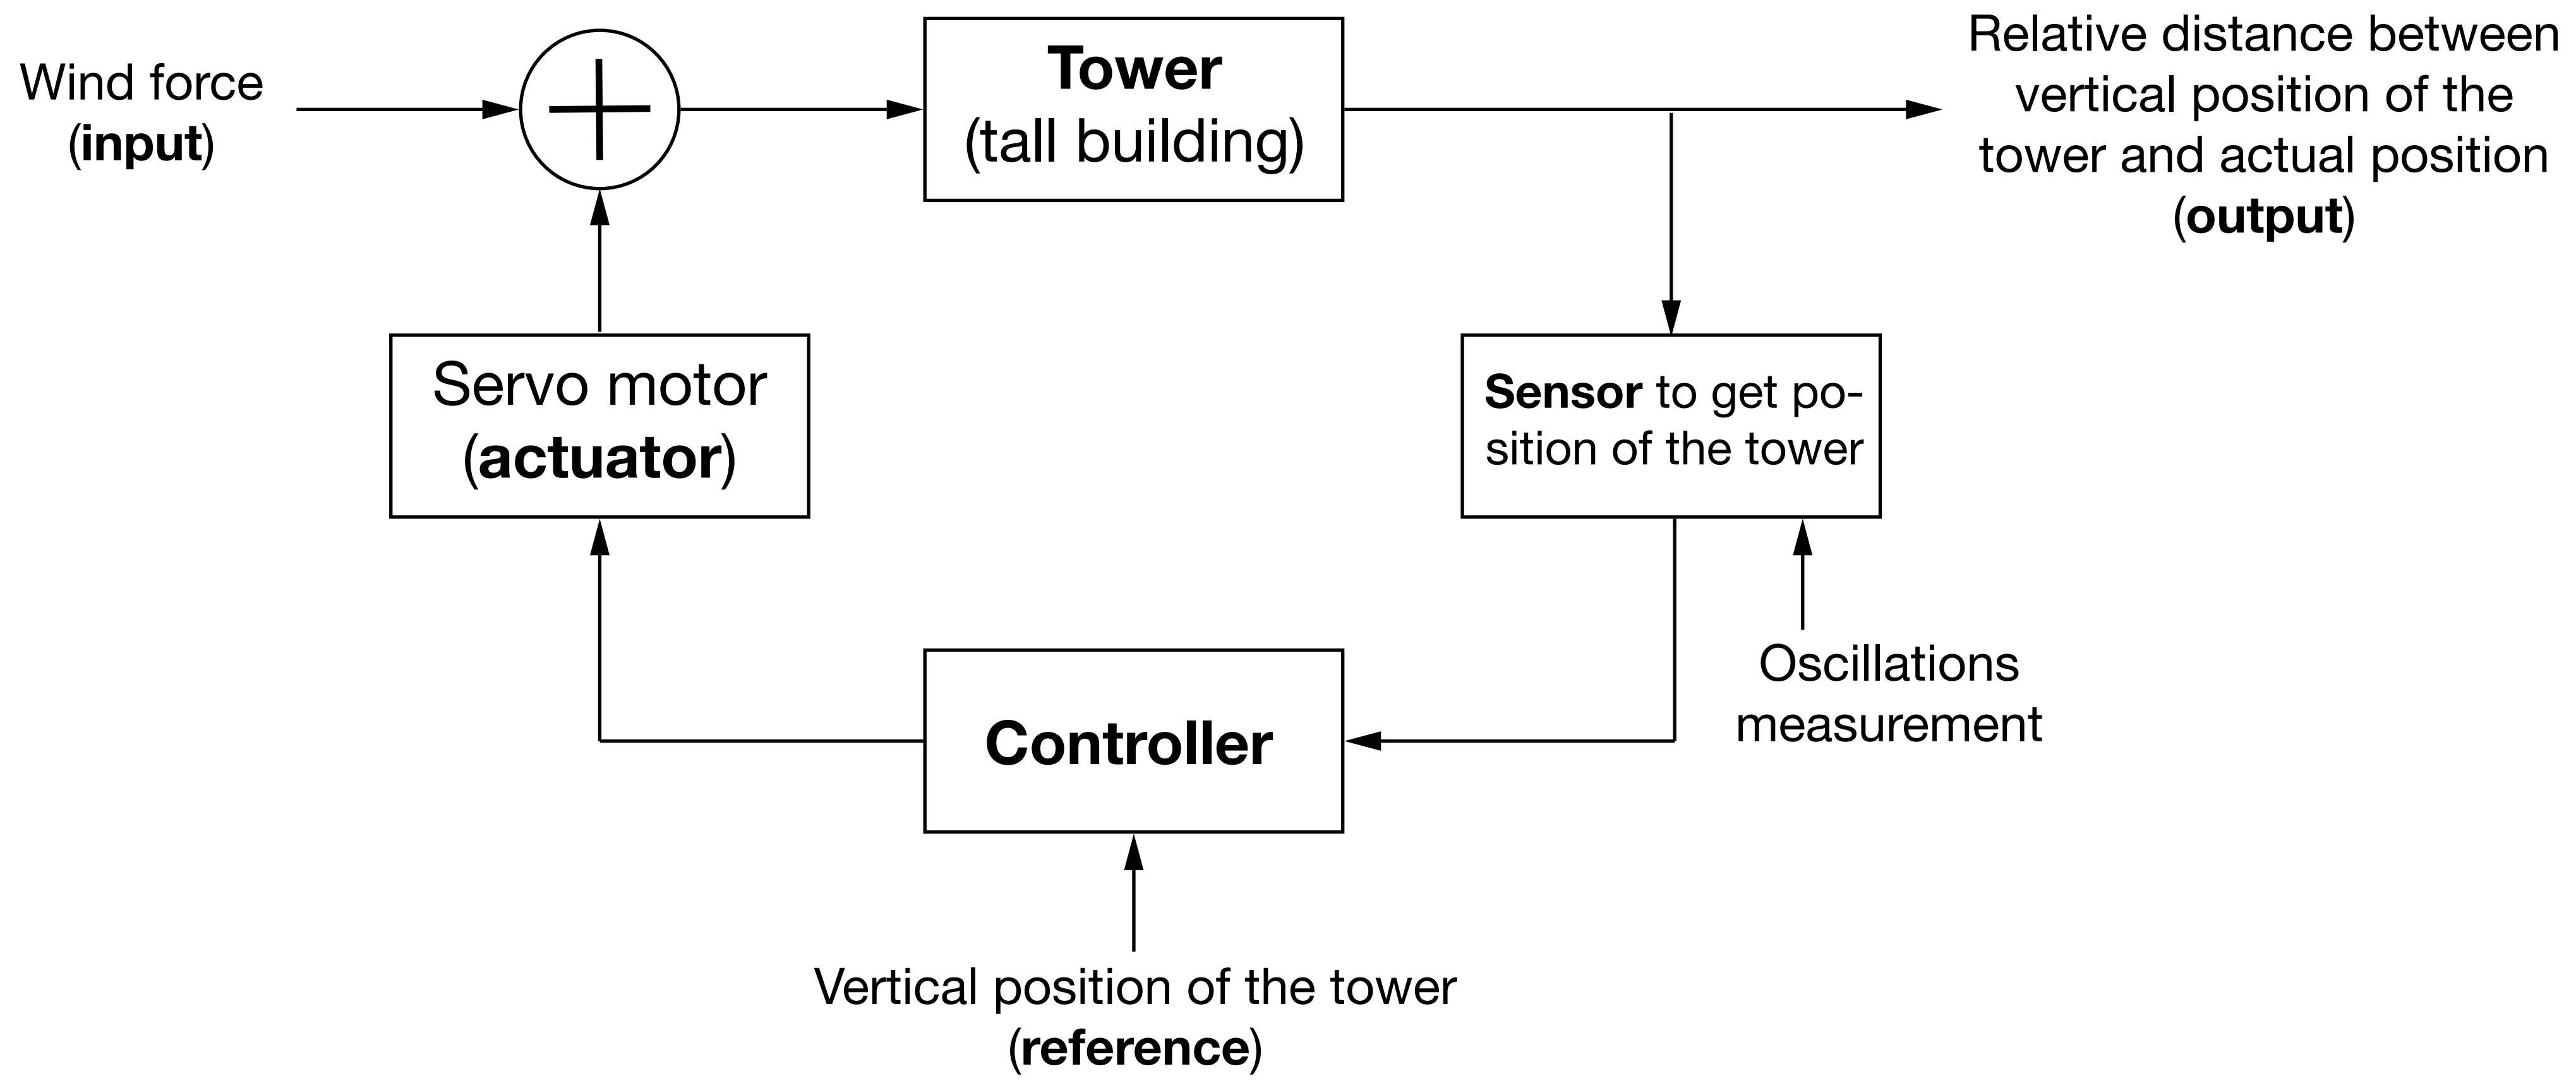 Wind force
(input)
Tower
(tall building)
Relative distance between
vertical position of the
tower and actual position
(output)
Servo motor
(actuator)
Sensor to get po-
sition of the tower
Controller
Oscillations
measurement
Vertical position of the tower
(reference)